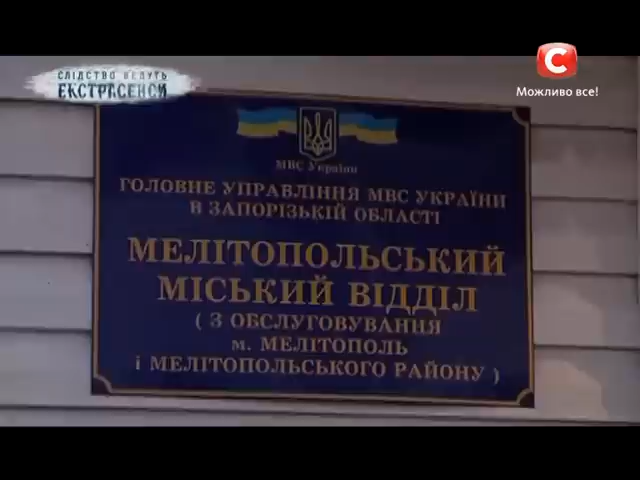 СЛІДСТВО ВЕДУТЬ
ЕКСТРАСЕНСИ
С
Можливо все!
МВС України
ГОЛОВНЕ УПРАВЛІННЯ МВС УКРАЇНИ
В ЗАПОРІЗЬКІЙ ОБЛАСТІ
МЕЛІТОПОЛЬСЬКИЙ
МІСЬКИЙ ВІДДІЛ
( З ОБСЛУГОВУВАННЯ
м. МЕЛІТОПОЛЬ
і МЕЛІТОПОЛЬСЬКОГО РАЙОНУ )